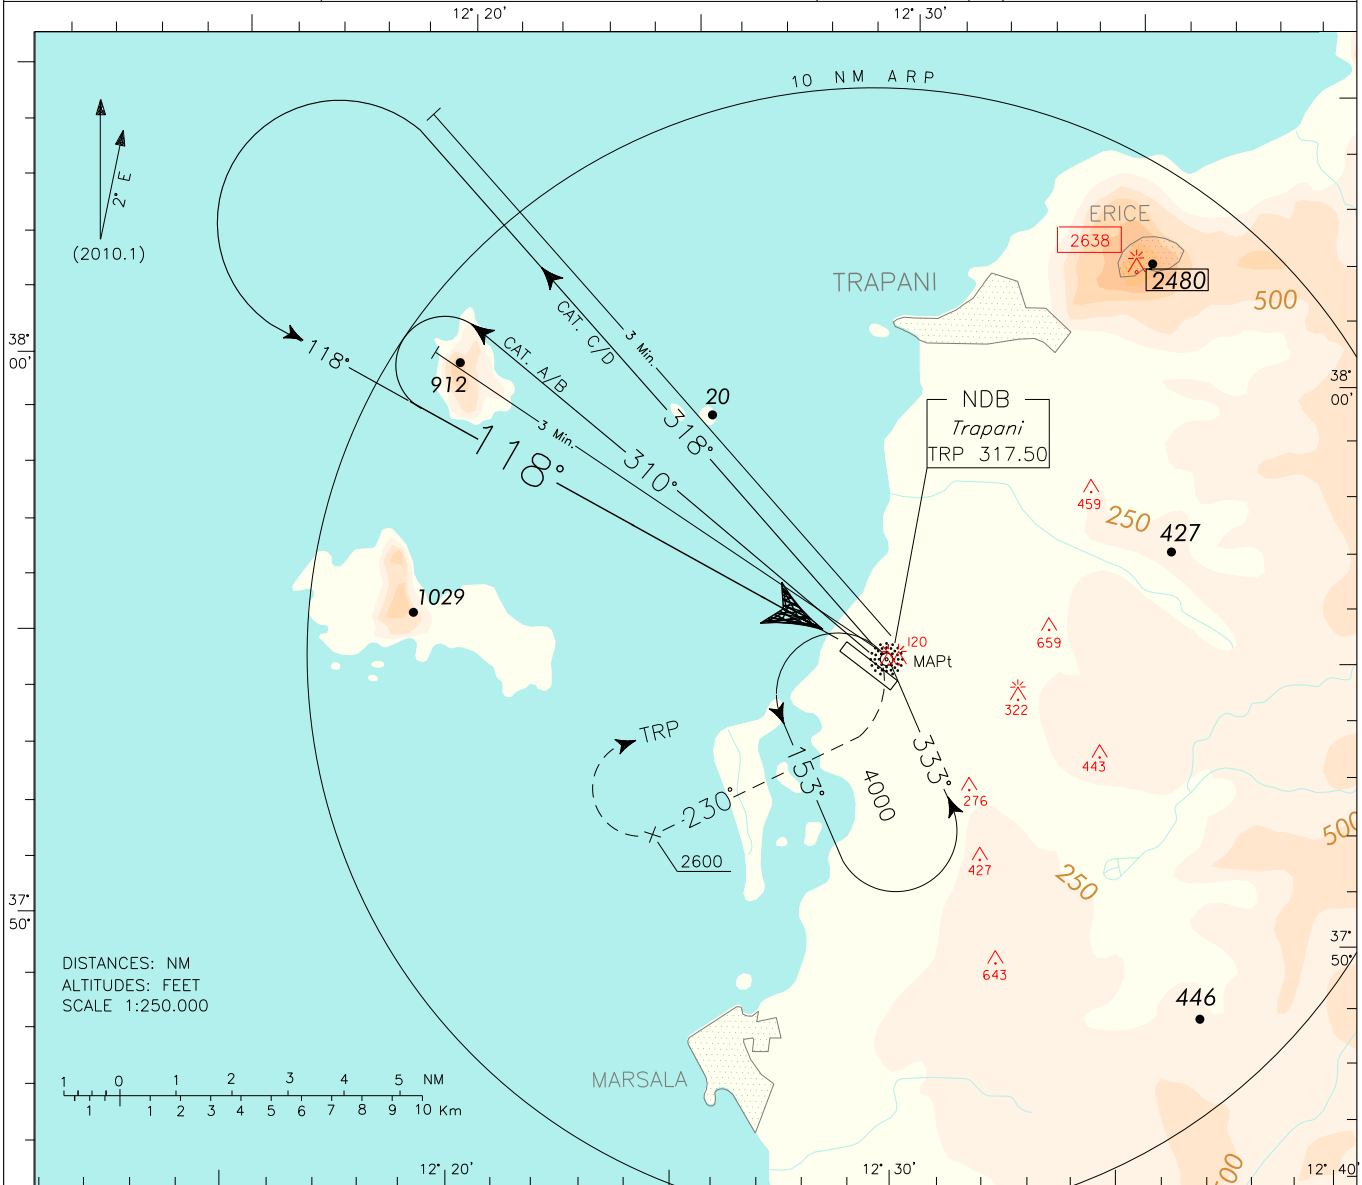 12° 20'
12° 30'
10 NM ARP
2° E
(2010.1)
ERICE
2638
2480
TRAPANI
500
38°
00'
118°
CAT. C/D
3 Min.
CAT. A/B
912
20
38°
00'
NDB
Trapani
TRP 317.50
318°
3 Min.
118°
310°
459
250
427
1029
659
120
MAPt
322
TRP
153°
333°
443
4000
276
230°
500
2600
427
250
37°
50'
37°
50'
643
DISTANCES: NM
ALTITUDES: FEET
SCALE 1:250.000
446
MARSALA
1 0 1 2 3 4 5 NM
1 1 2 3 4 5 6 7 8 9 10 Km
12° 20'
12° 30'
12° 40'